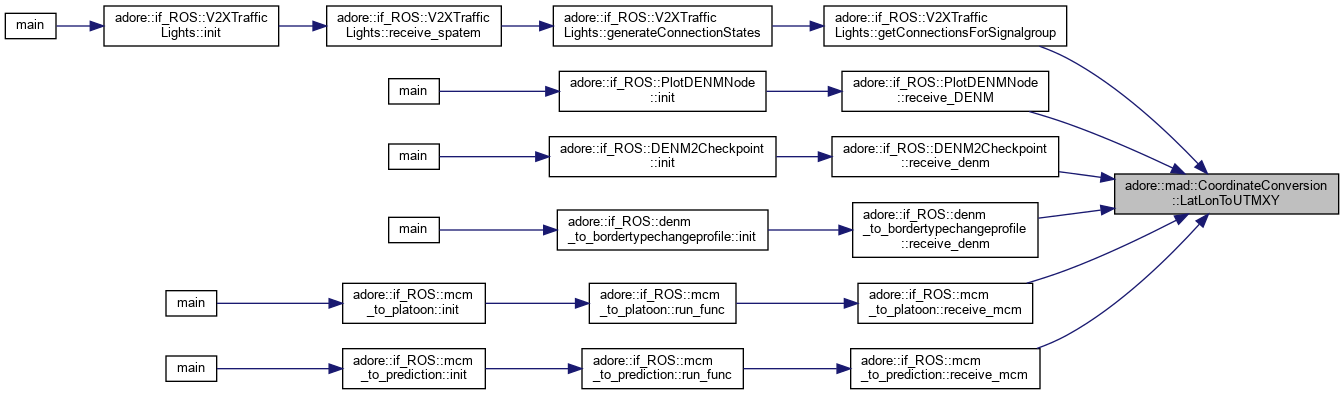 main
adore::if_ROS::V2XTraffic
Lights::init
adore::if_ROS::V2XTraffic
Lights::receive_spatem
adore::if_ROS::V2XTraffic
Lights::generateConnectionStates
adore::if_ROS::V2XTraffic
Lights::getConnectionsForSignalgroup
main
adore::if_ROS::PlotDENMNode
::init
adore::if_ROS::PlotDENMNode
::receive_DENM
main
adore::if_ROS::DENM2Checkpoint
::init
adore::if_ROS::DENM2Checkpoint
::receive_denm
adore::mad::CoordinateConversion
::LatLonToUTMXY
main
adore::if_ROS::denm
_to_bordertypechangeprofile::init
adore::if_ROS::denm
_to_bordertypechangeprofile
::receive_denm
main
adore::if_ROS::mcm
_to_platoon::init
adore::if_ROS::mcm
_to_platoon::run_func
adore::if_ROS::mcm
_to_platoon::receive_mcm
main
adore::if_ROS::mcm
_to_prediction::init
adore::if_ROS::mcm
_to_prediction::run_func
adore::if_ROS::mcm
_to_prediction::receive_mcm